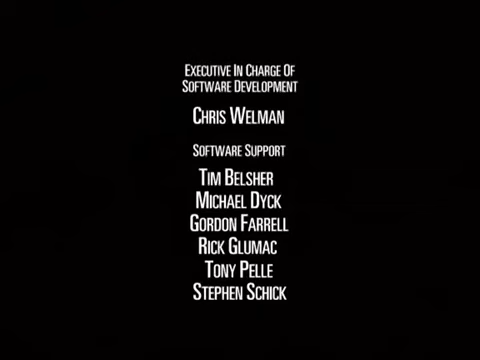 Executive In Charge Of
Software Development
Chris Welman
Software Support
Tim Belsher
Michael Dyck
Gordon Farrell
Rick Glumac
Tony Pelle
Stephen Schick